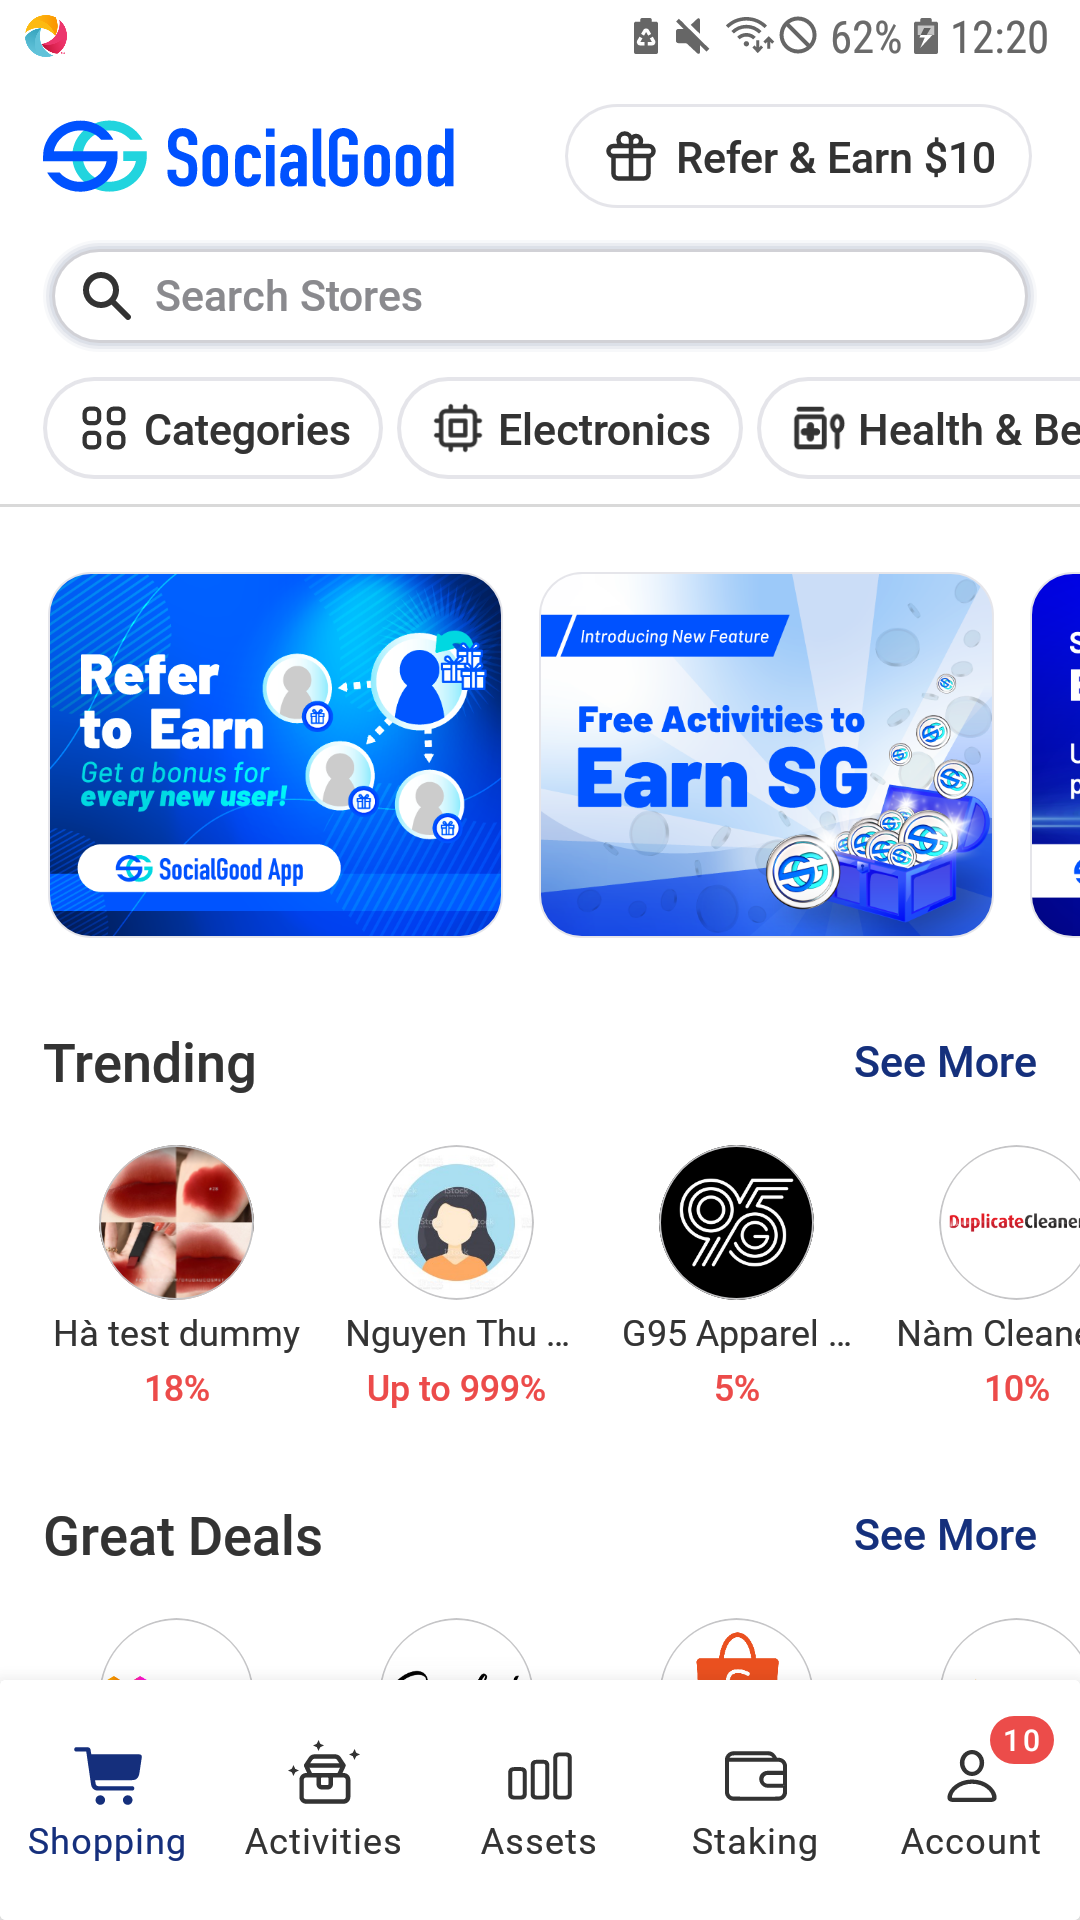 62% 12:20
SocialGood
Refer & Earn $10
Search Stores
Categories
Electronics
Health & Be
Refer
to Earn
Get a bonus for
every new user!
SocialGood App
Introducing New Feature
Free Activities to
Earn SG
Trending
See More
95
G
DuplicateCleaner
Hà test dummy
Nguyen Thu ...
G95 Apparel ...
Nàm Cleane
18%
Up to 999%
5%
10%
Great Deals
See More
10
Shopping
Activities
Assets
Staking
Account